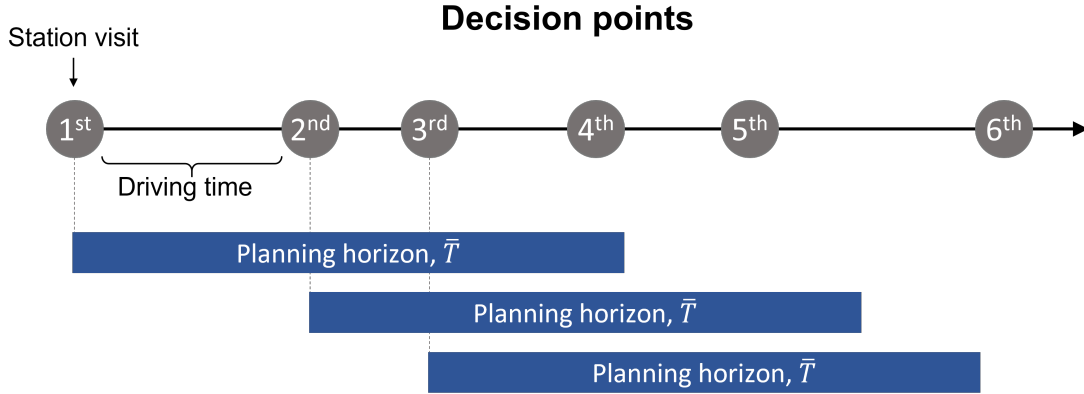 Decision points
Station visit
1st 2nd 3rd 4th 5th 6th
Driving time
Planning horizon, T̅
Planning horizon, T̅
Planning horizon, T̅